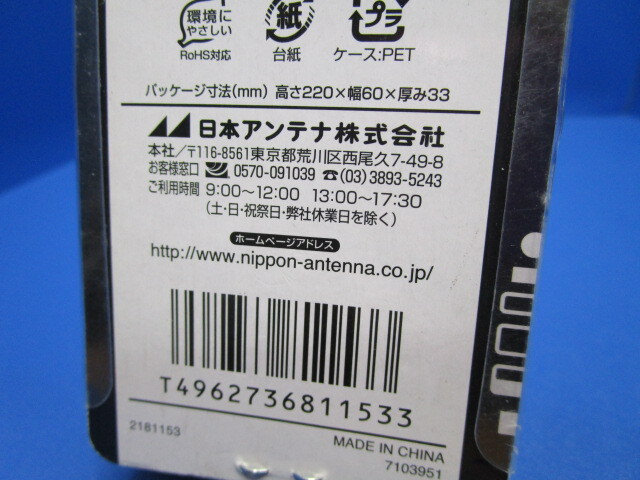 環境に
やさしい
RoHS対応
紙
台紙
プラ
ケース:PET
パッケージ寸法(mm) 高さ220×幅60×厚み33
日本アンテナ株式会社
本社/〒116-8561東京都荒川区西尾久7-49-8
お客様窓口 0570-091039 ☎(03)3893-5243
ご利用時間 9:00~12:00 13:00~17:30
(土・日・祝祭日・弊社休業日を除く)
ホームページアドレス
http://www.nippon-antenna.co.jp/
T4962736811533
2181153
MADE IN CHINA
7103951